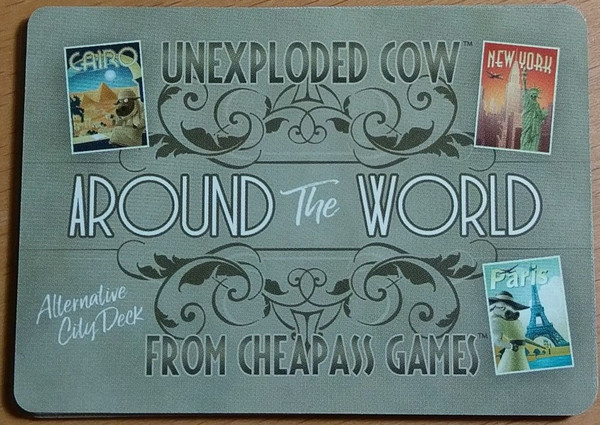 CAIRO
UNEXPLODED COW™
NEW YORK
AROUND The WORLD
Paris
Alternative
City Deck
FROM CHEAPASS GAMES™